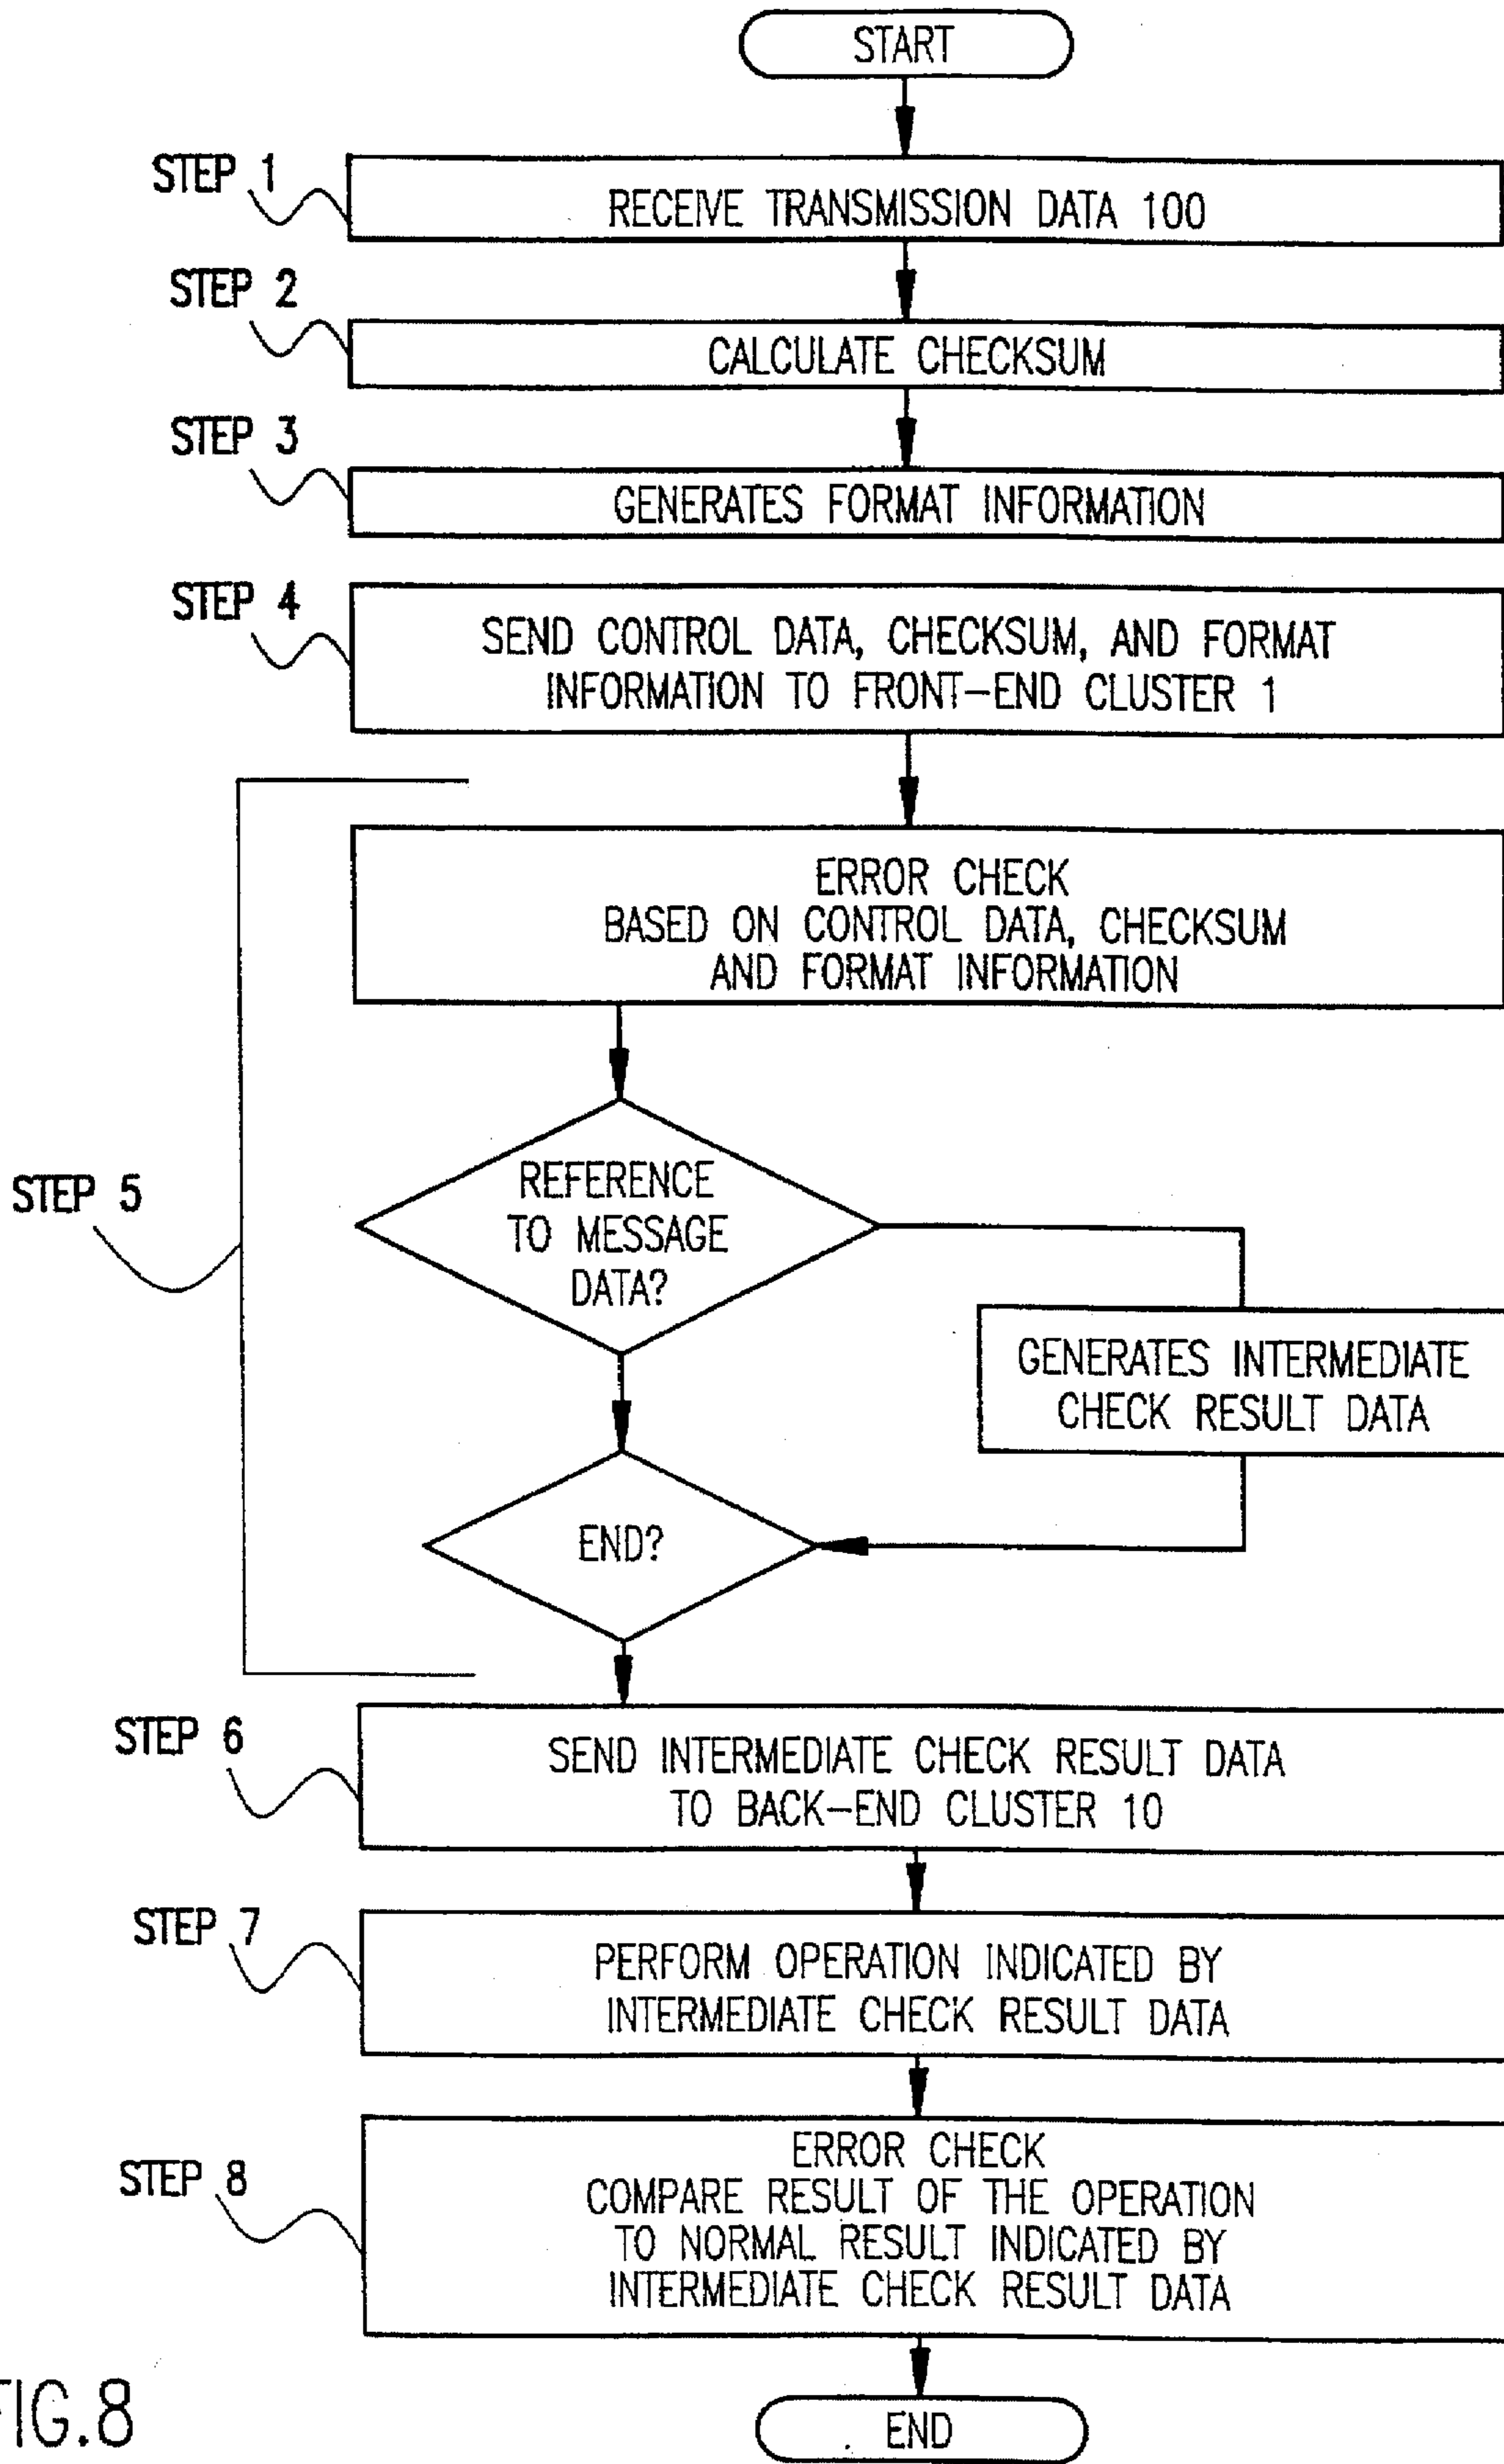 START
STEP 1
RECEIVE TRANSMISSION DATA 100
STEP 2
CALCULATE CHECKSUM
STEP 3
GENERATES FORMAT INFORMATION
STEP 4
SEND CONTROL DATA, CHECKSUM, AND FORMAT
INFORMATION TO FRONT-END CLUSTER 1
ERROR CHECK
BASED ON CONTROL DATA, CHECKSUM
AND FORMAT INFORMATION
STEP 5
REFERENCE
TO MESSAGE
DATA?
GENERATES INTERMEDIATE
CHECK RESULT DATA
END?
STEP 6
SEND INTERMEDIATE CHECK RESULT DATA
TO BACK-END CLUSTER 10
STEP 7
PERFORM OPERATION INDICATED BY
INTERMEDIATE CHECK RESULT DATA
STEP 8
ERROR CHECK
COMPARE RESULT OF THE OPERATION
TO NORMAL RESULT INDICATED BY
INTERMEDIATE CHECK RESULT DATA
END
FIG.8